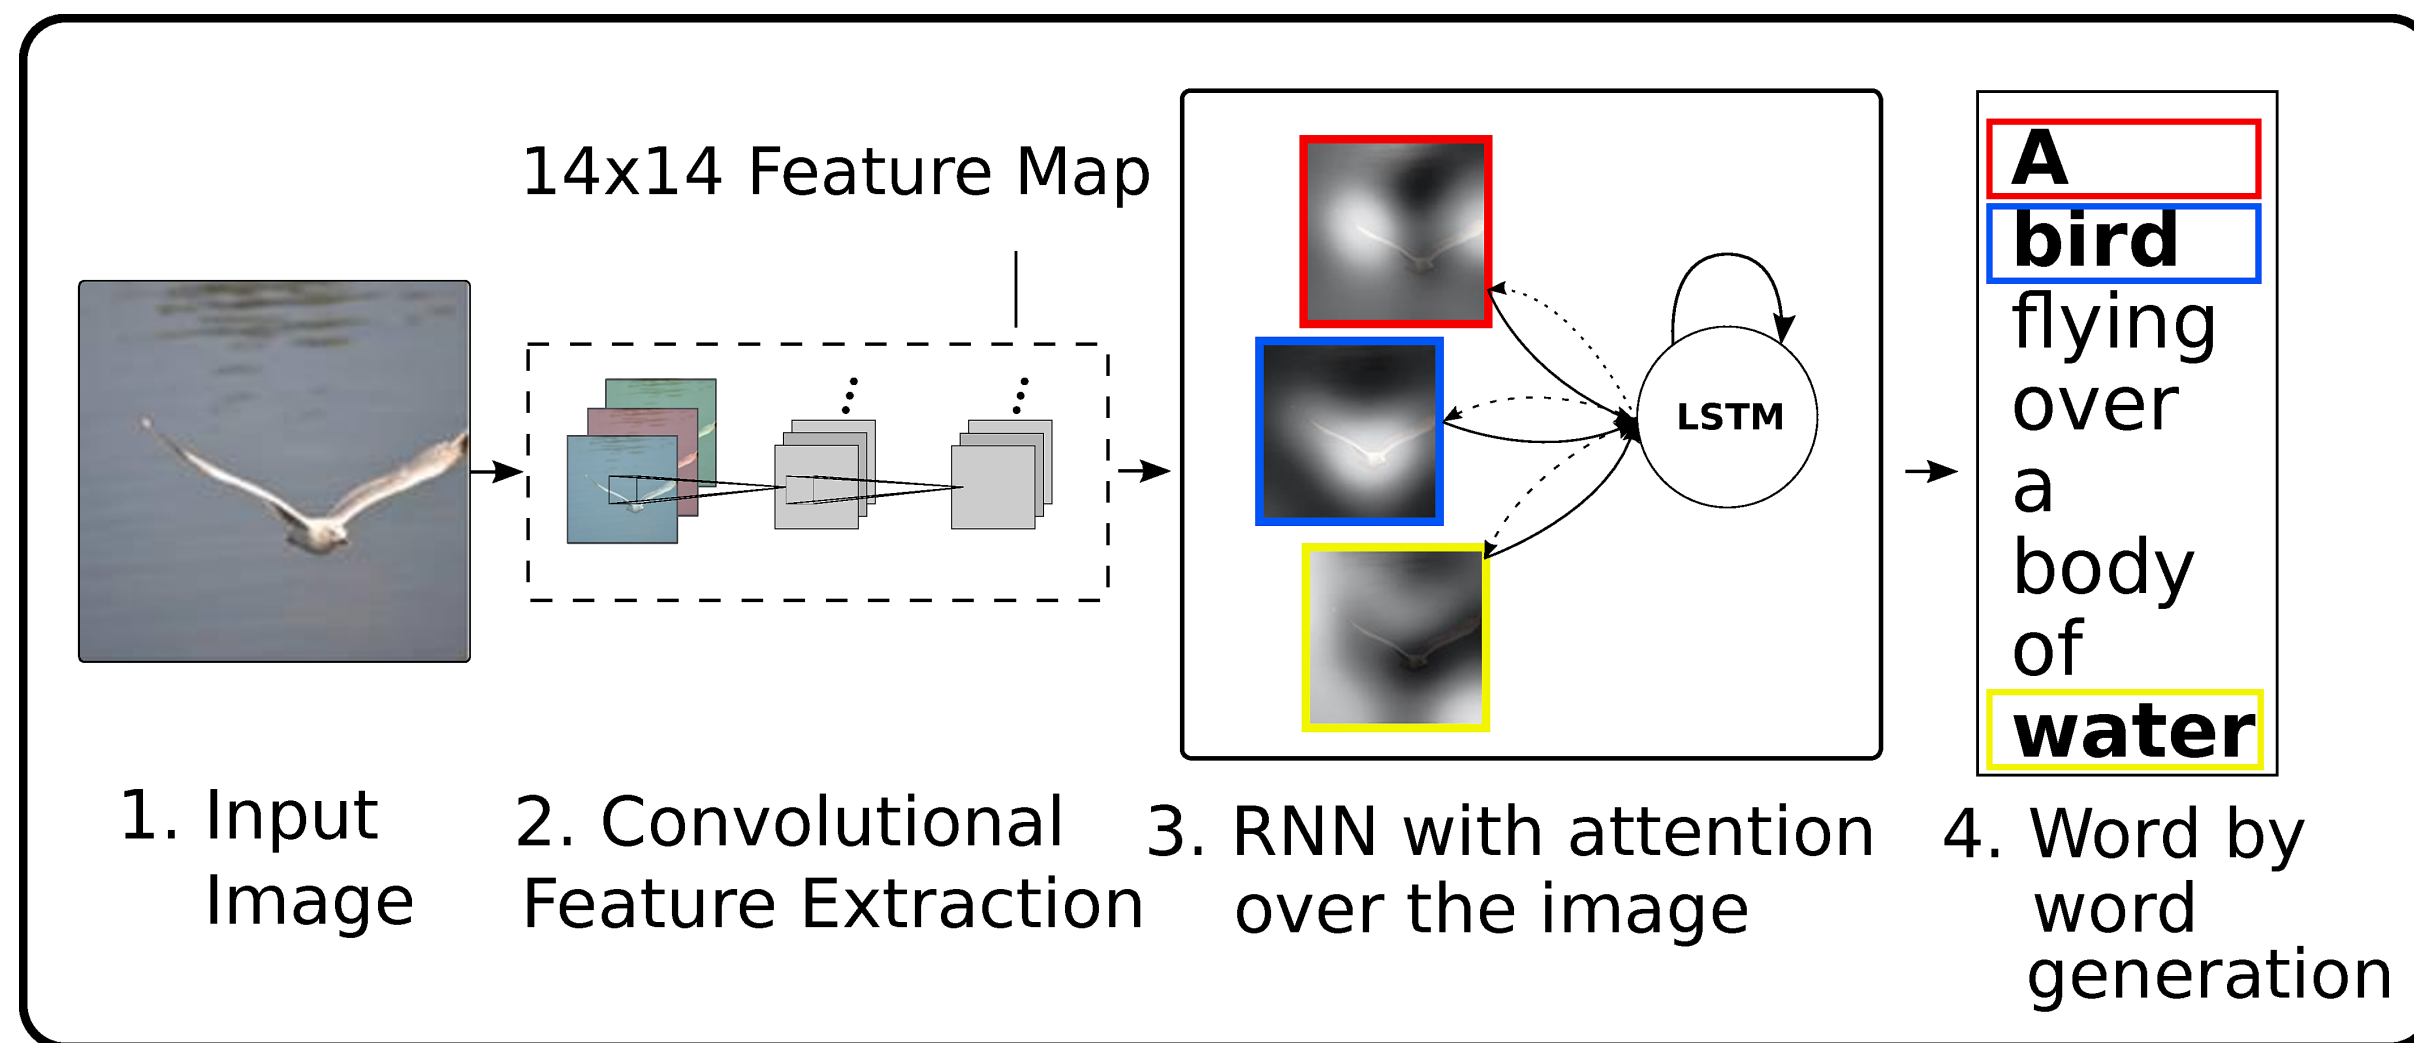 14x14 Feature Map
LSTM
A
bird
flying
over
a
body
of
water
1. Input
Image
2. Convolutional
Feature Extraction
3. RNN with attention
over the image
4. Word by
word
generation